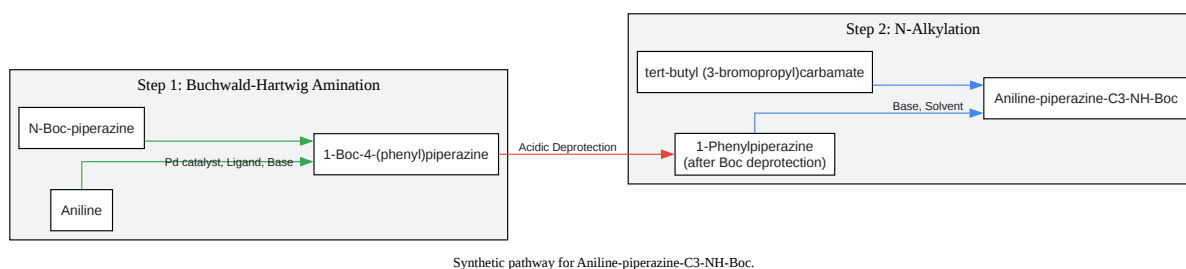 Step 2: N-Alkylation
tert-butyl (3-bromopropyl)carbamate
Step 1: Buchwald-Hartwig Amination
Aniline-piperazine-C3-NH-Boc
Base, Solvent
N-Boc-piperazine
1-Boc-4-(phenyl)piperazine
Acidic Deprotection
1-Phenylpiperazine
(after Boc deprotection)
Pd catalyst, Ligand, Base
Aniline
Synthetic pathway for Aniline-piperazine-C3-NH-Boc.